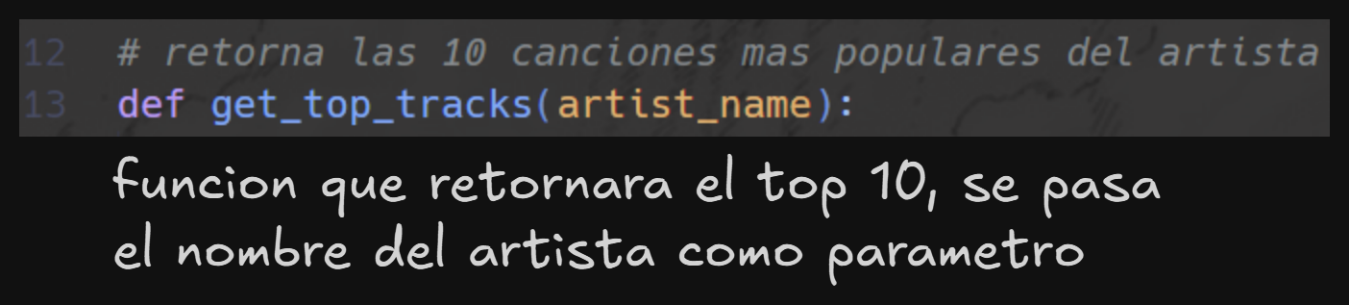 12 # retorna las 10 canciones mas populares del artista
13 def get_top_tracks(artist_name):
funcion que retornara el top 10, se pasa
el nombre del artista como parametro